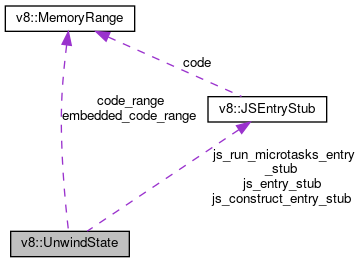 v8::MemoryRange
code
code_range
embedded_code_range
v8::JSEntryStub
js_run_microtasks_entry
_stub
js_entry_stub
js_construct_entry_stub
v8::UnwindState